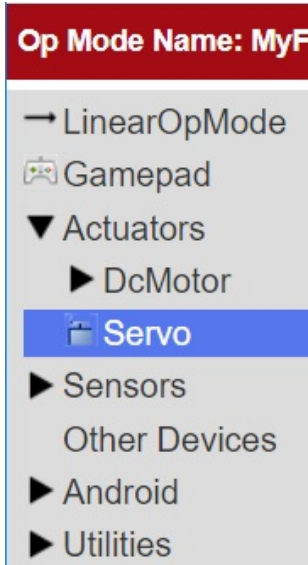 Op Mode Name: MyF
LinearOpMode
Gamepad
Actuators
DcMotor
Servo
Sensors
Other Devices
Android
Utilities